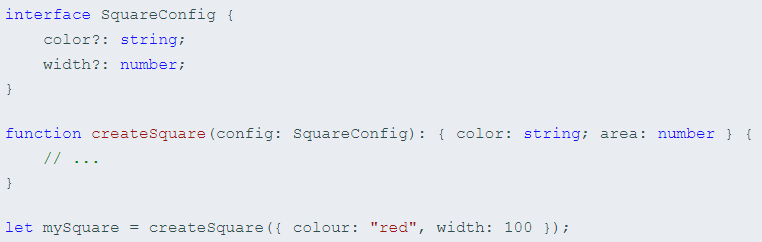 interface SquareConfig {
    color?: string;
    width?: number;
}

function createSquare(config: SquareConfig): { color: string; area: number } {
    // ...
}

let mySquare = createSquare({ colour: "red", width: 100 });